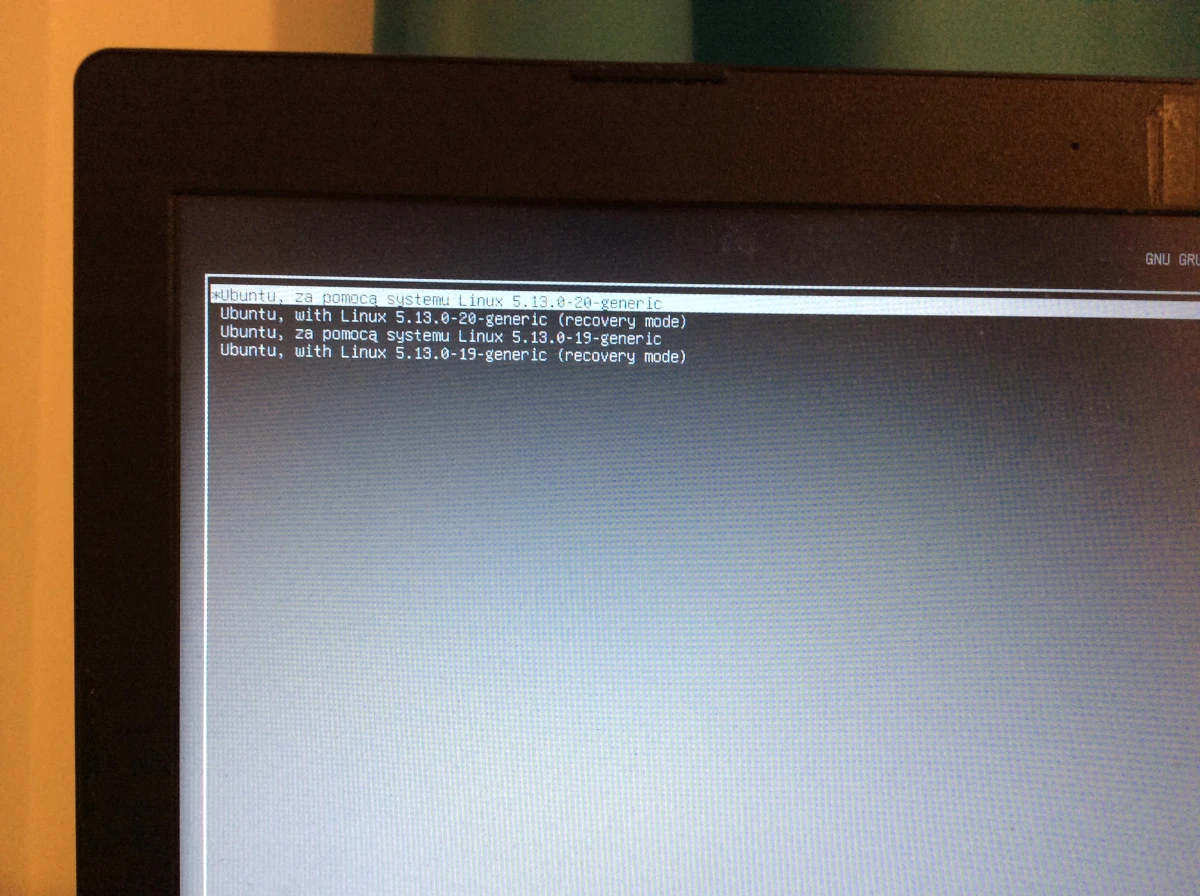 GNU
*Ubuntu, za pomocą systemu Linux 5.13.0-20-generic
Ubuntu, with Linux 5.13.0-20-generic (recovery mode)
Ubuntu, za pomocą systemu Linux 5.13.0-19-generic
Ubuntu, with Linux 5.13.0-19-generic (recovery mode)